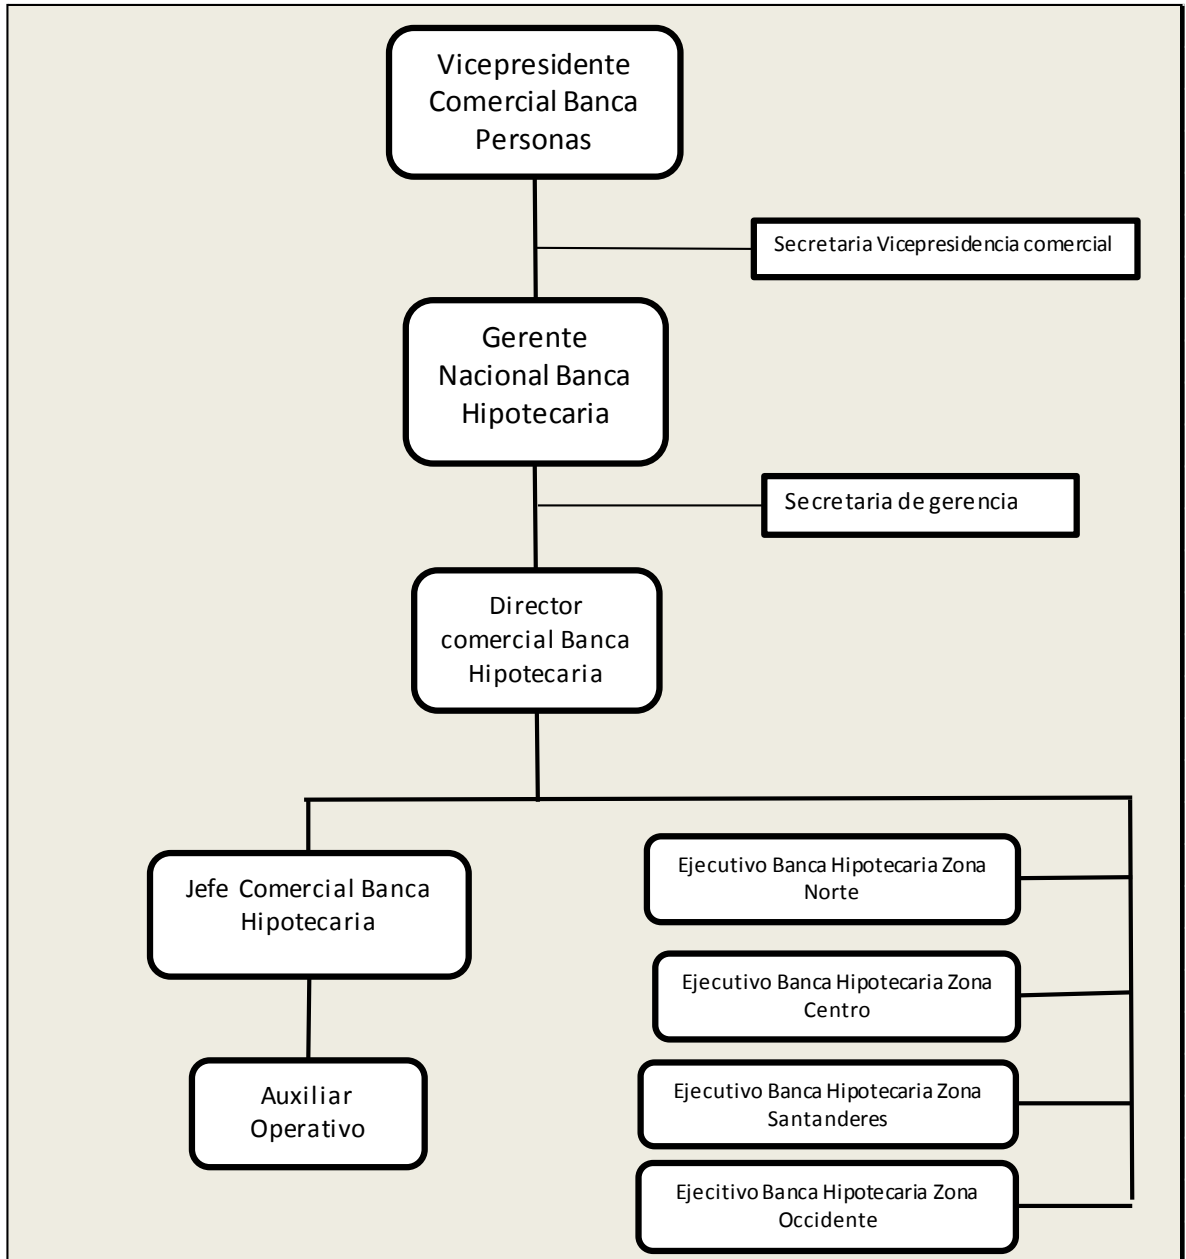 Vicepresidente
Comercial Banca
Personas
Secretaria Vicepresidencia comercial
Gerente
Nacional Banca
Hipotecaria
Secretaria de gerencia
Director
comercial Banca
Hipotecaria
Jefe Comercial Banca
Hipotecaria
Auxiliar
Operativo
Ejecutivo Banca Hipotecaria Zona
Norte
Ejecutivo Banca Hipotecaria Zona
Centro
Ejecutivo Banca Hipotecaria Zona
Santanderes
Ejecitivo Banca Hipotecaria Zona
Occidente